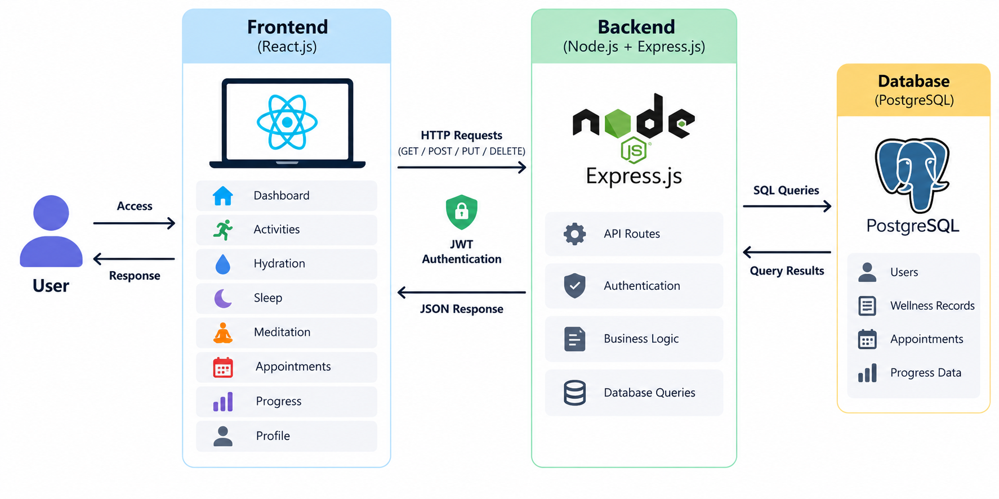 Frontend
(React.js)
Dashboard
Activities
Hydration
Sleep
Meditation
Appointments
Progress
Profile
User
Access
Response
HTTP Requests
(GET / POST / PUT / DELETE)
JWT
Authentication
JSON Response
Backend
(Node.js + Express.js)
node
JS
Express.js
API Routes
Authentication
Business Logic
Database Queries
SQL Queries
Query Results
Database
(PostgreSQL)
PostgreSQL
Users
Wellness Records
Appointments
Progress Data